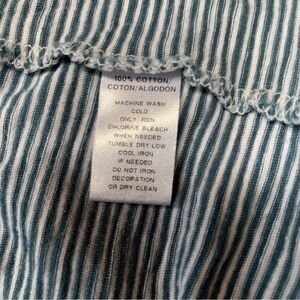 100% COTTON/
COTON/ALGODON
MACHINE WASH
COLD
ONLY NON
CHLORINE BLEACH
WHEN NEEDED
TUMBLE DRY LOW
COOL IRON
IF NEEDED
DO NOT IRON
DECORATION
OR DRY CLEAN